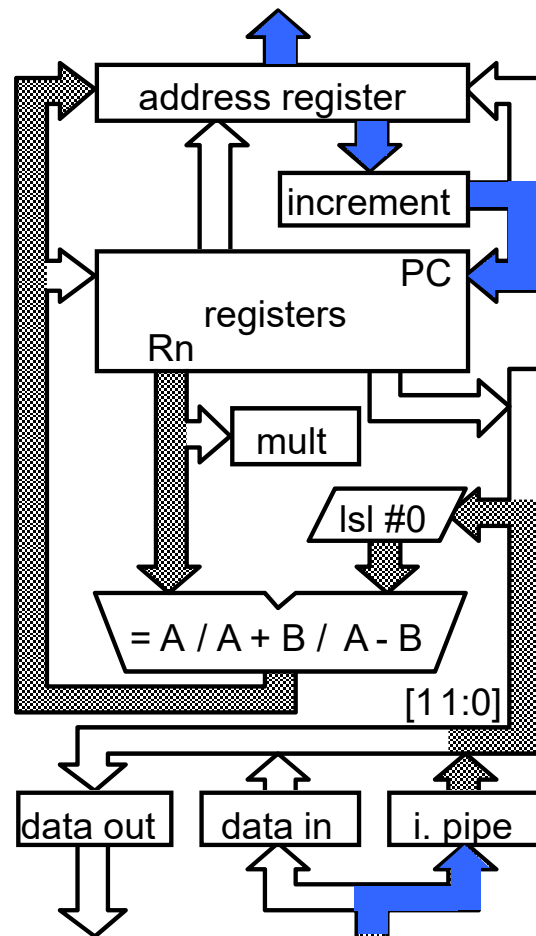 address register
increment
PC
registers
Rn
mult
lsl #0
= A / A + B / A - B
[11:0]
data out
data in
i. pipe